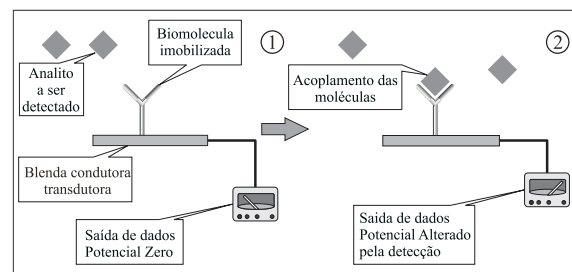 Biomolecula
imobilizada
1
Analito
a ser
detectado
Blenda condutora
transdutora
Saída de dados
Potencial Zero
2
Acoplamento das
moléculas
Saida de dados
Potencial Alterado
pela detecção